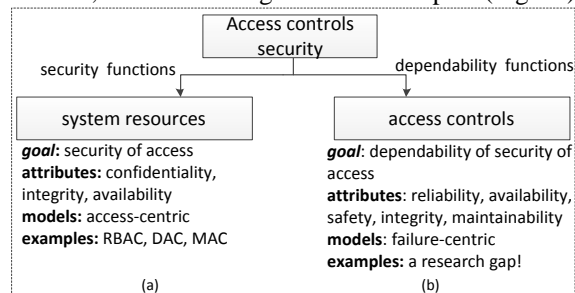 Access controls
security
security functions
dependability functions
system resources
access controls
goal: security of access
attributes: confidentiality,
integrity, availability
models: access-centric
examples: RBAC, DAC, MAC
(a)
goal: dependability of security of
access
attributes: reliability, availability,
safety, integrity, maintainability
models: failure-centric
examples: a research gap!
(b)